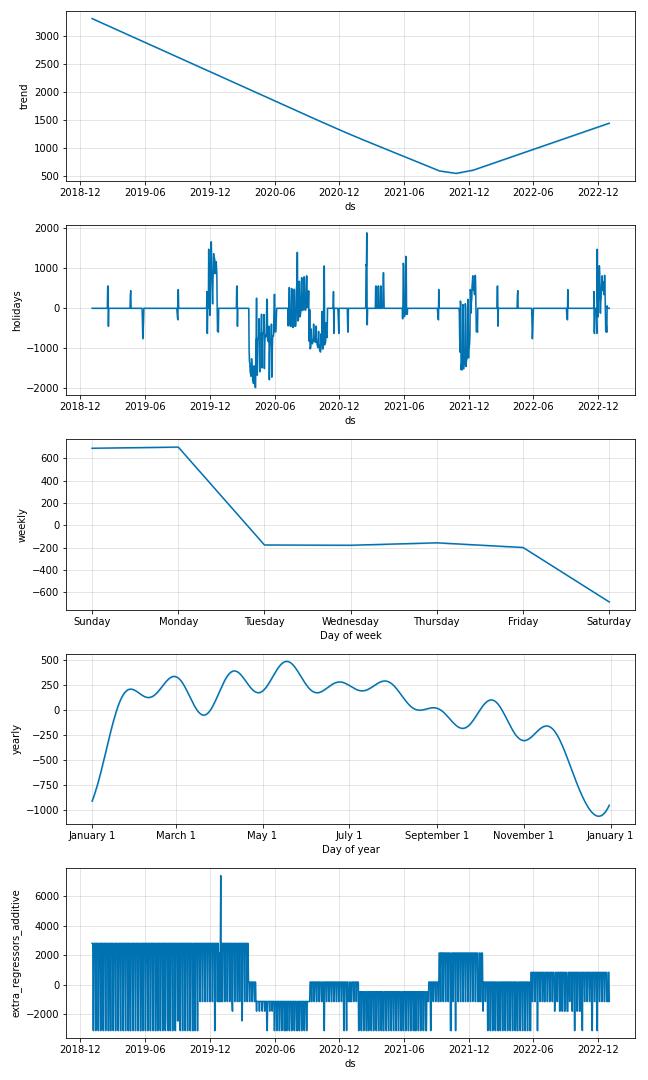 3000
2500
2000
1500
1000
500
trend
2018-12 2019-06 2019-12 2020-06 2020-12 2021-06 2021-12 2022-06 2022-12
ds
2000
1000
0
−1000
−2000
holidays
2018-12 2019-06 2019-12 2020-06 2020-12 2021-06 2021-12 2022-06 2022-12
ds
600
400
200
0
−200
−400
−600
weekly
Sunday Monday Tuesday Wednesday Thursday Friday Saturday
Day of week
500
250
0
−250
−500
−750
−1000
yearly
January 1 March 1 May 1 July 1 September 1 November 1 January 1
Day of year
6000
4000
2000
0
−2000
extra_regressors_additive
2018-12 2019-06 2019-12 2020-06 2020-12 2021-06 2021-12 2022-06 2022-12
ds